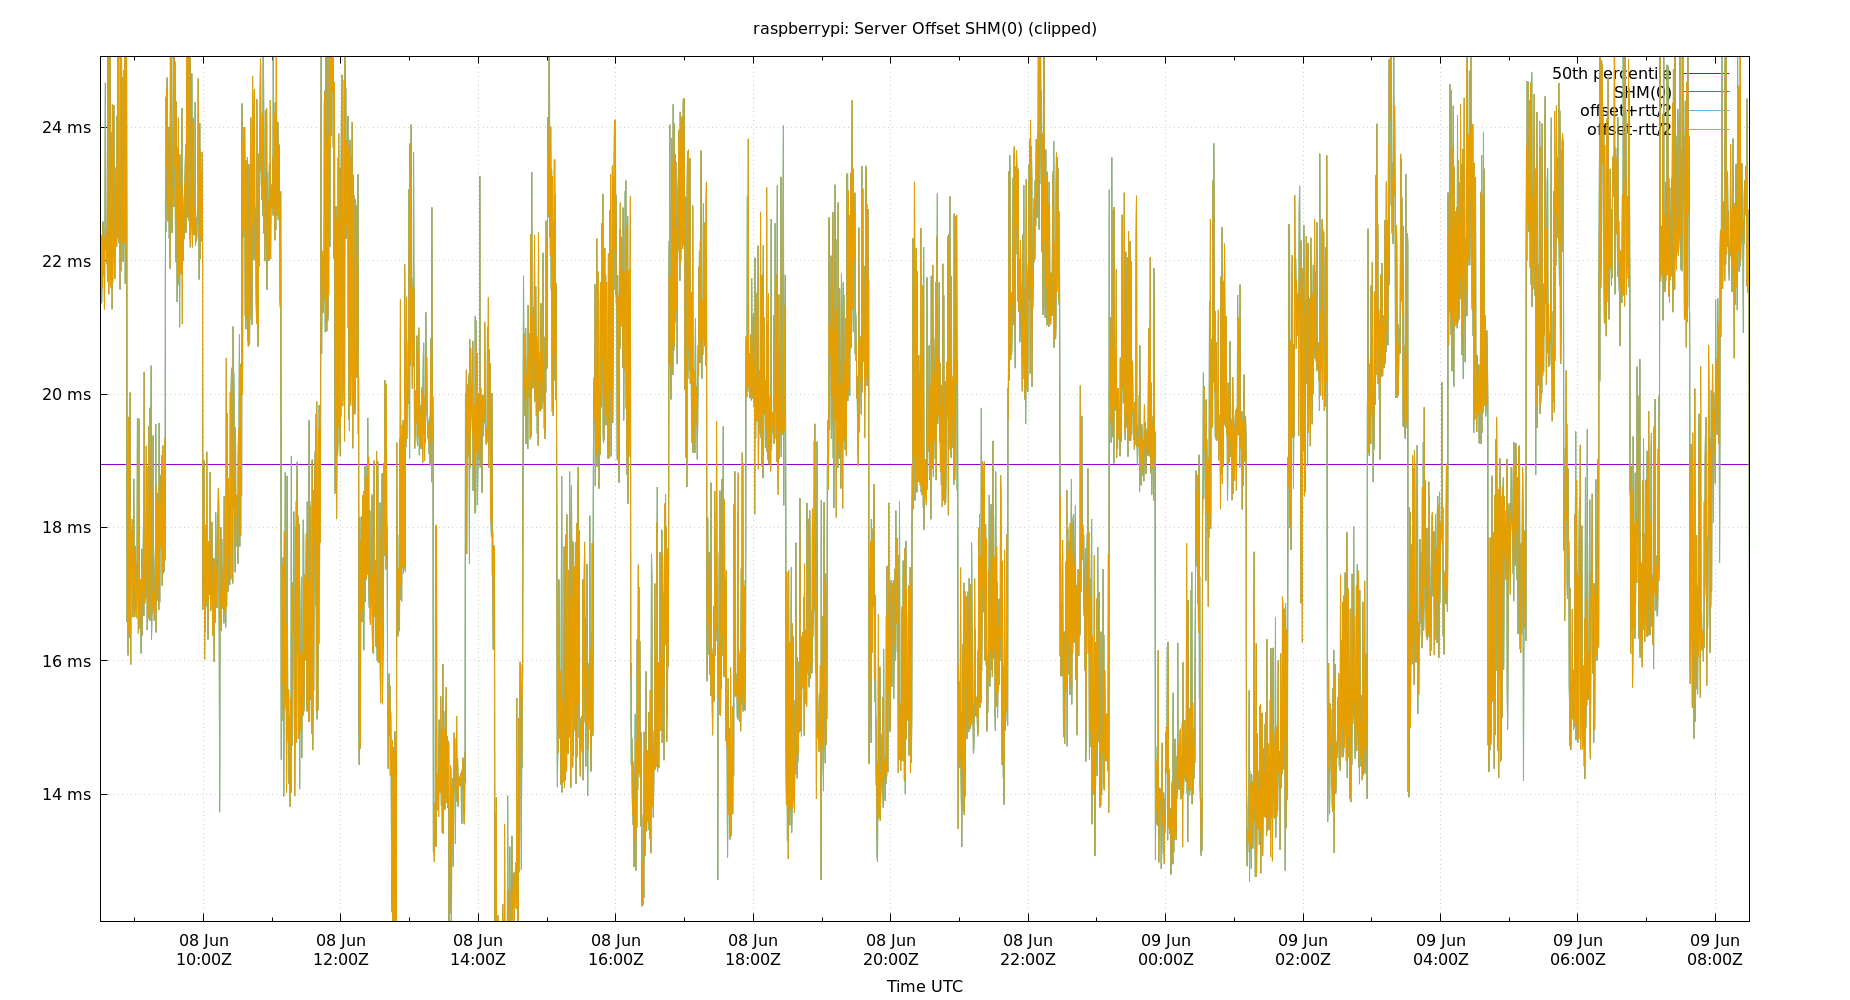 raspberrypi: Server Offset SHM(0) (clipped)
50th percentile
SHM(0)
offset+rtt/2
offset-rtt/2
24 ms
22 ms
20 ms
18 ms
16 ms
14 ms
08 Jun 08 Jun 08 Jun 08 Jun 08 Jun 08 Jun 08 Jun 09 Jun 09 Jun 09 Jun 09 Jun 09 Jun
10:00Z 12:00Z 14:00Z 16:00Z 18:00Z 20:00Z 22:00Z 00:00Z 02:00Z 04:00Z 06:00Z 08:00Z
Time UTC